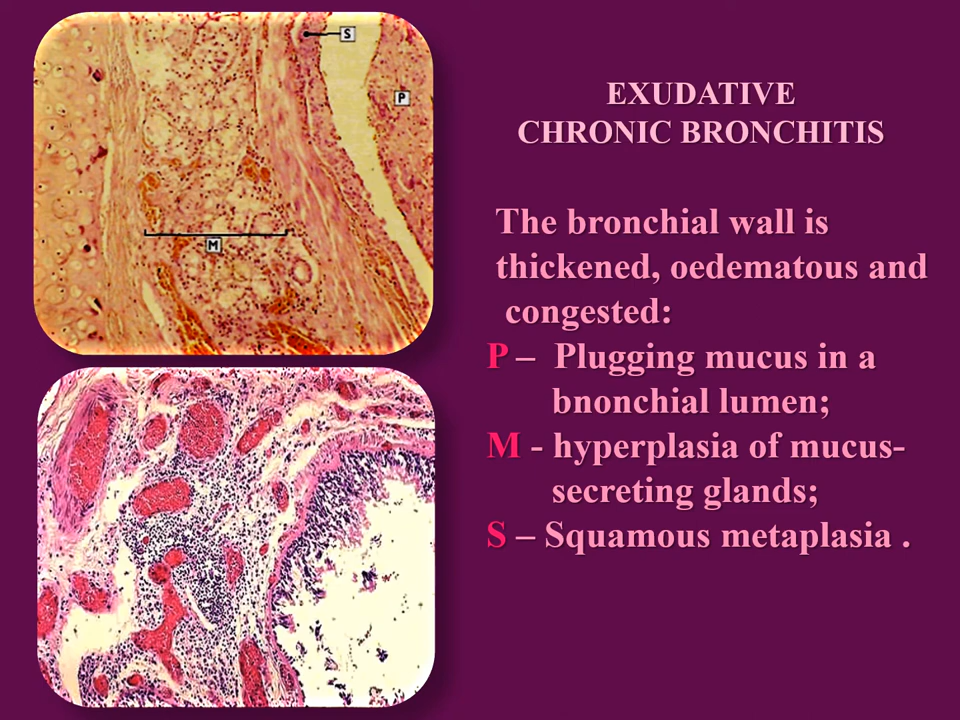 S
P
M
EXUDATIVE
CHRONIC BRONCHITIS
The bronchial wall is
thickened, oedematous and
congested:
P – Plugging mucus in a
bnonchial lumen;
M - hyperplasia of mucus-
secreting glands;
S – Squamous metaplasia .